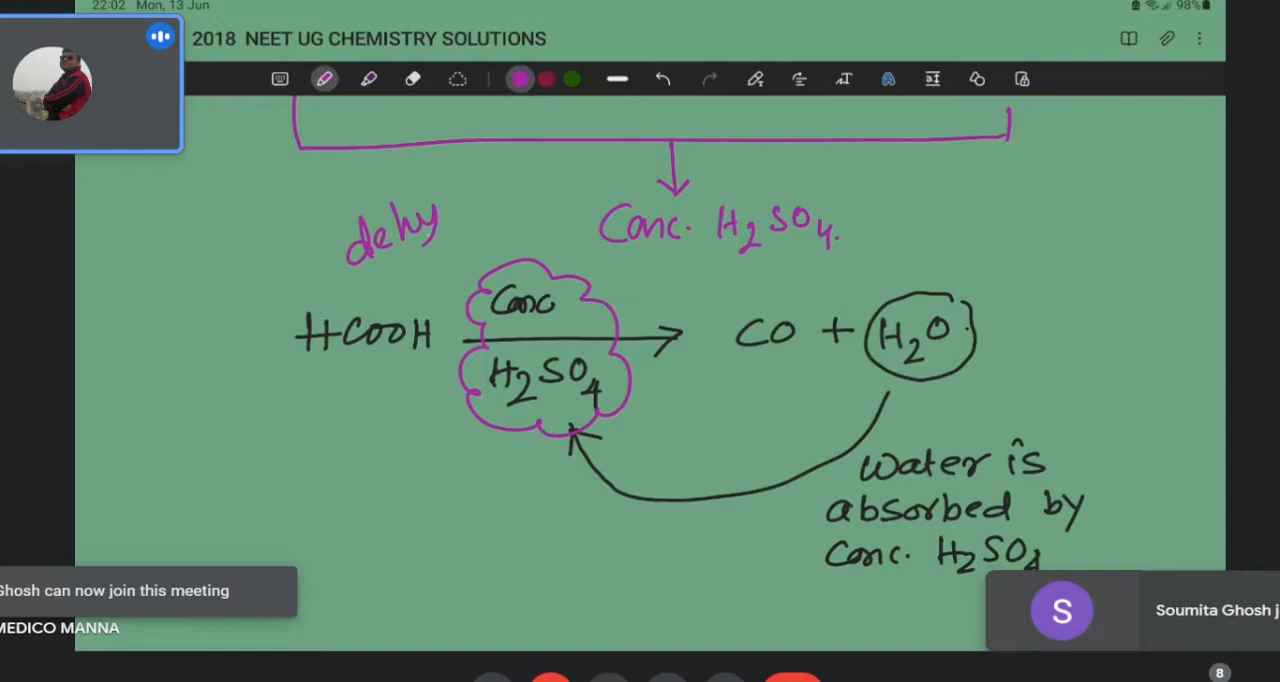 22:02 Mon, 13 Jun
98%
2018 NEET UG CHEMISTRY SOLUTIONS
dehy
Conc. H2SO4.
HCOOH
Conc
H2SO4
CO + H2O
Water is
absorbed by
Conc. H2SO4
Ghosh can now join this meeting
MEDICO MANNA
S
Soumita Ghosh j
8